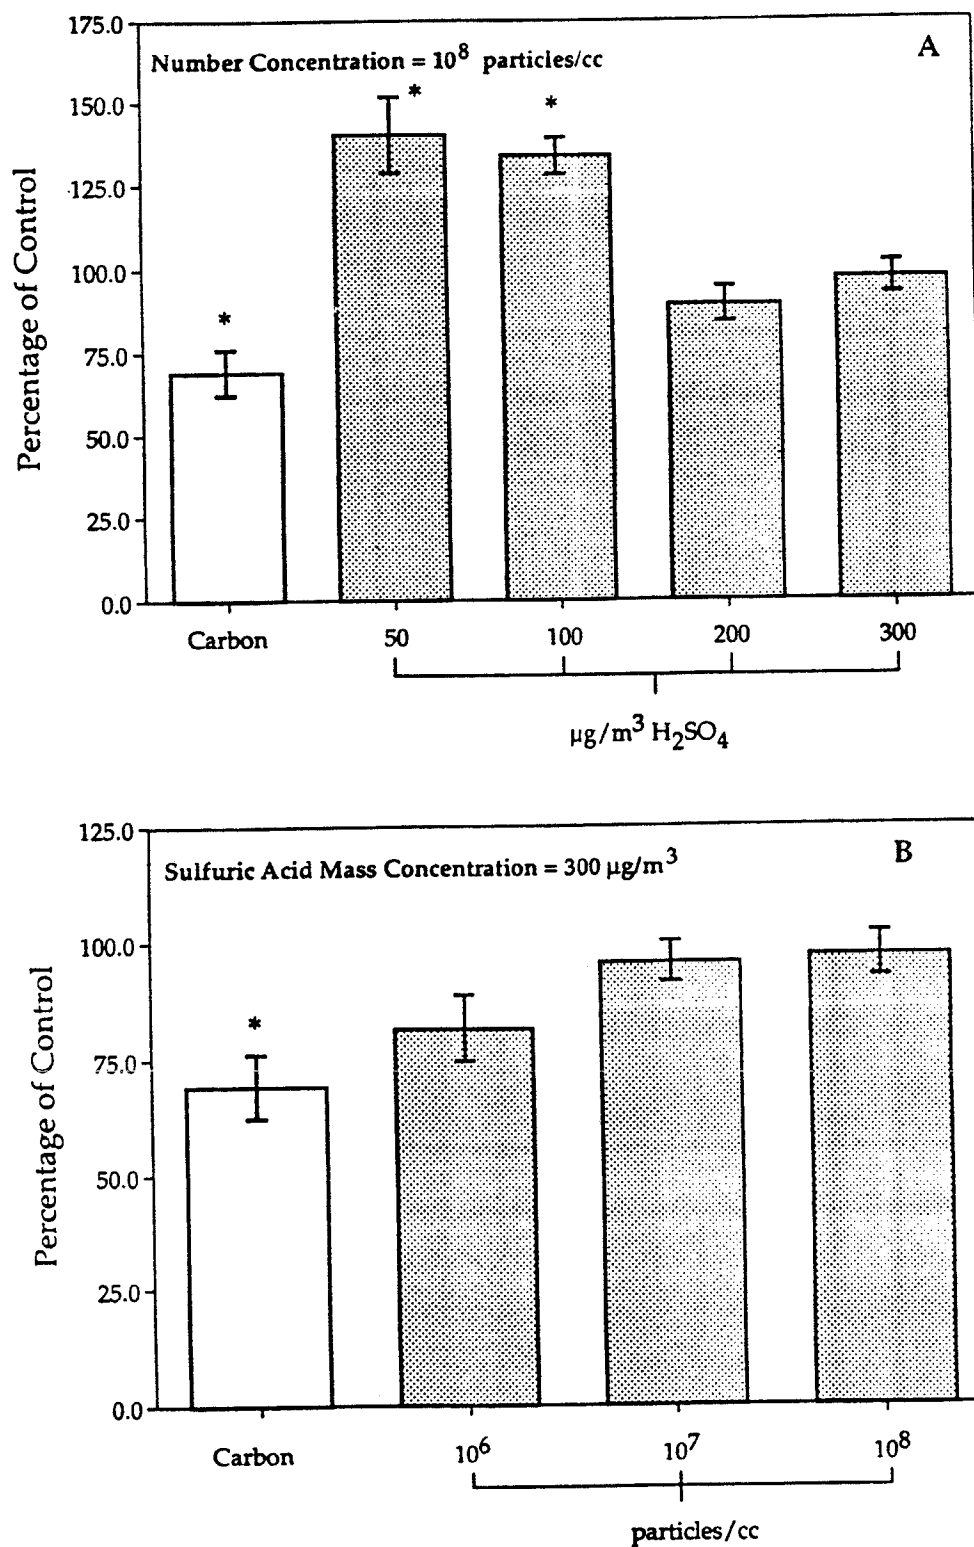 175.0
A
Number Concentration = 10⁸ particles/cc
150.0
*
*
125.0
100.0
*
75.0
50.0
25.0
0.0
Percentage of Control
Carbon 50 100 200 300
µg/m³ H₂SO₄
125.0
B
Sulfuric Acid Mass Concentration = 300 µg/m³
100.0
*
75.0
50.0
25.0
0.0
Percentage of Control
Carbon 10⁶ 10⁷ 10⁸
particles/cc